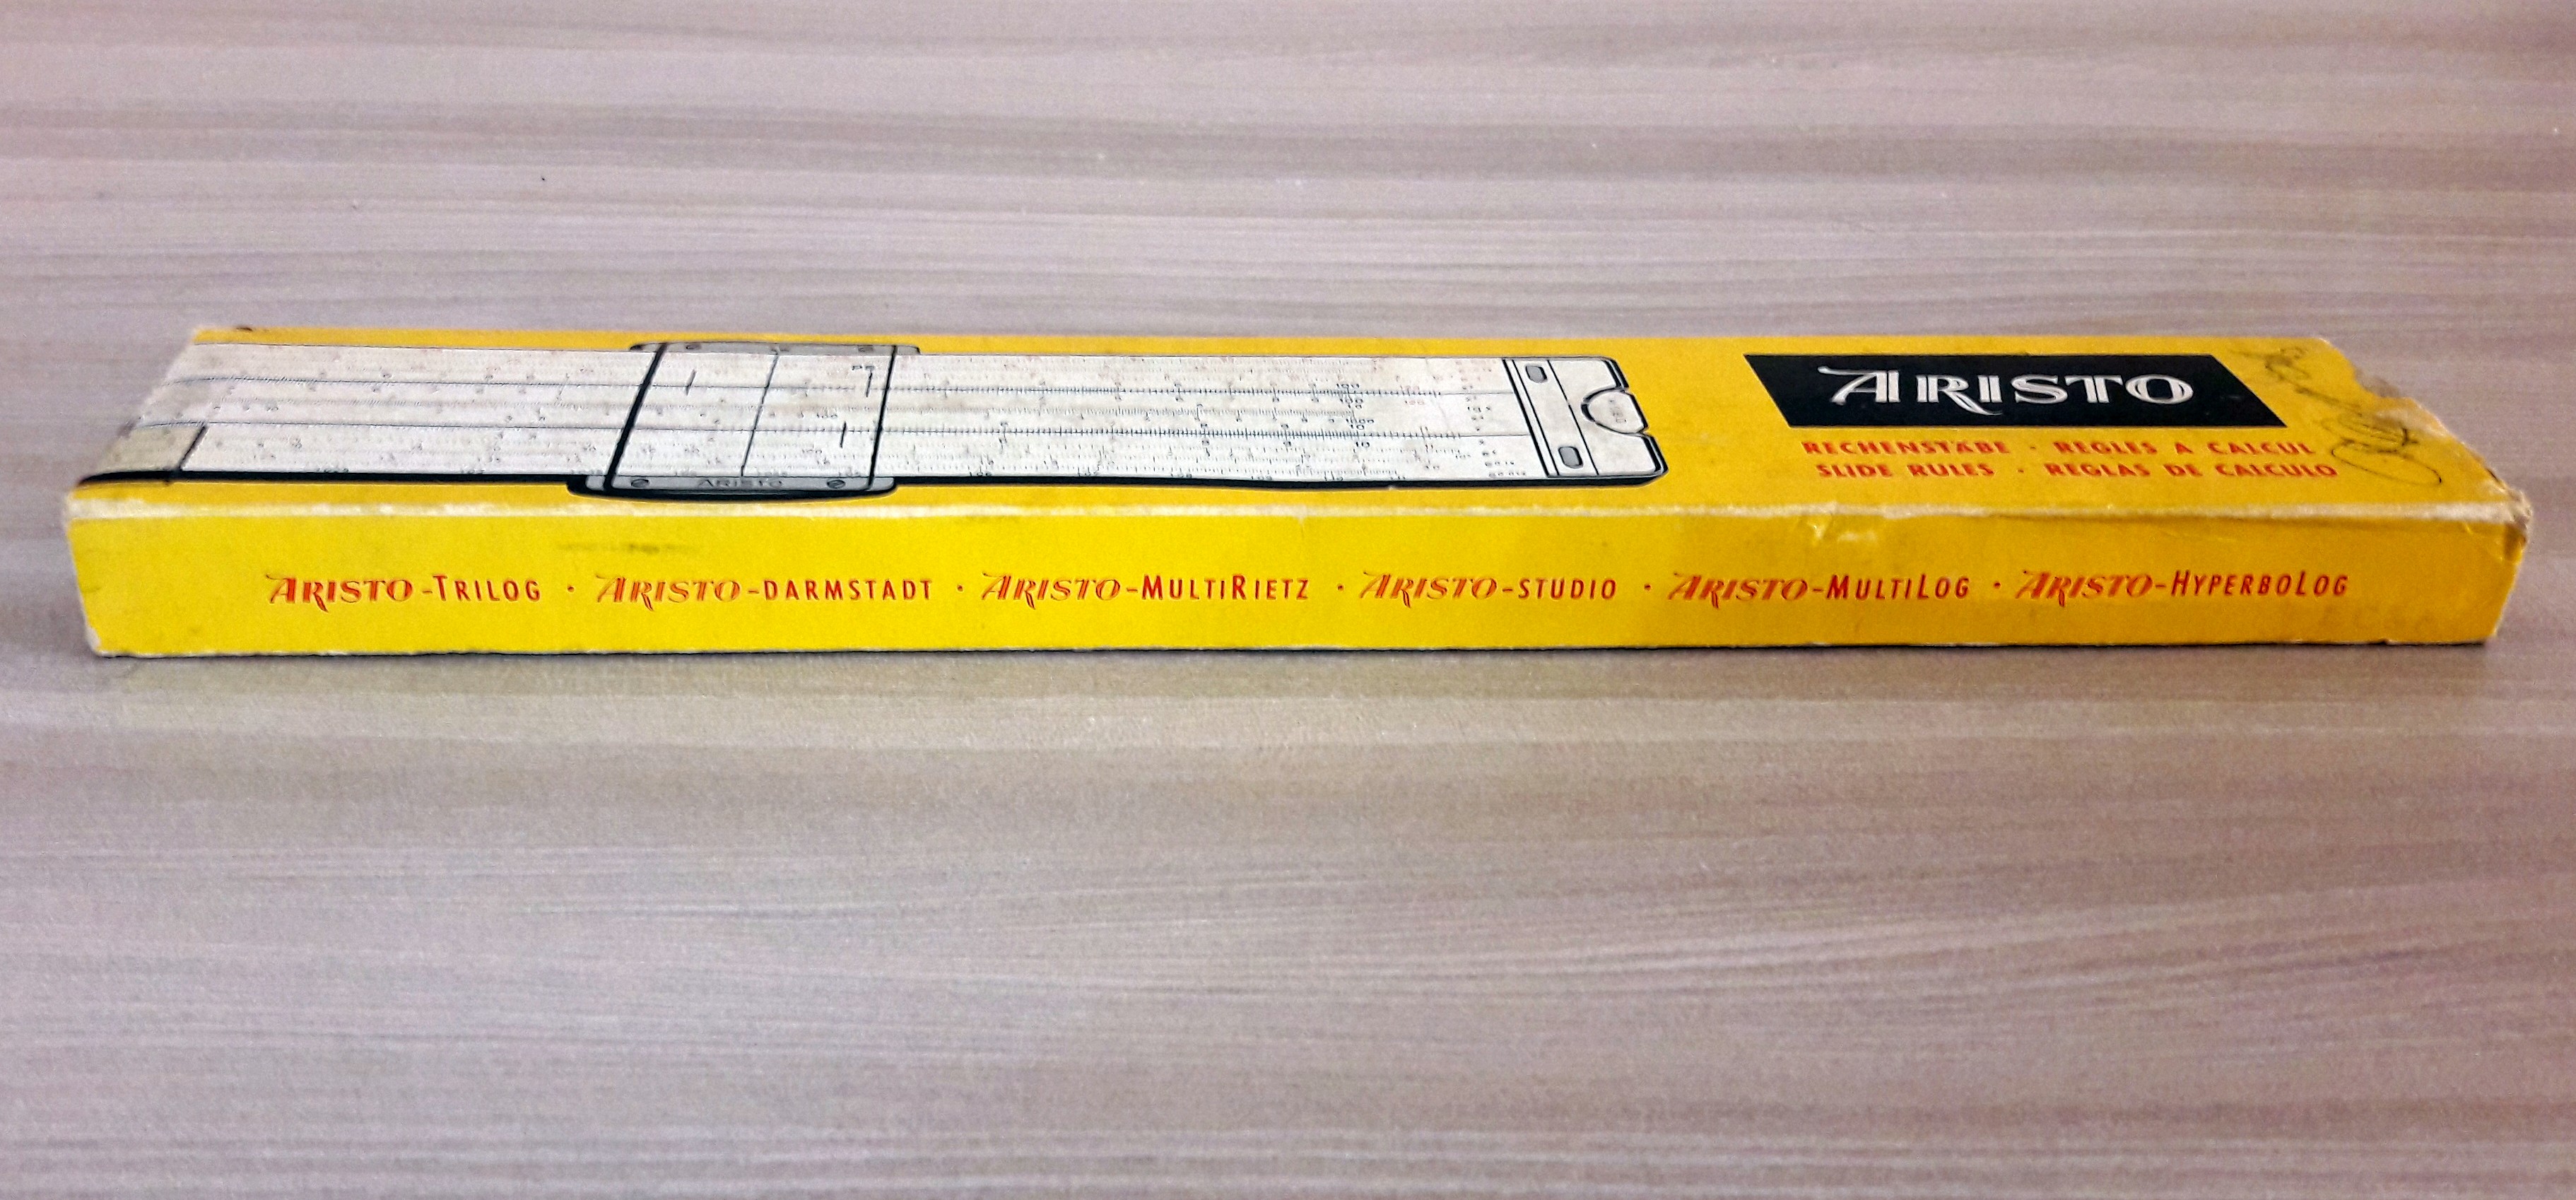 ARISTO
RECHENSTÄBE · REGLES A CALCUL
SLIDE RULES · REGLAS DE CALCULO
ARISTO
ARISTO-TRILOG · ARISTO-DARMSTADT · ARISTO-MULTIRIETZ · ARISTO-STUDIO · ARISTO-MULTILOG · ARISTO-HYPERBOLOG